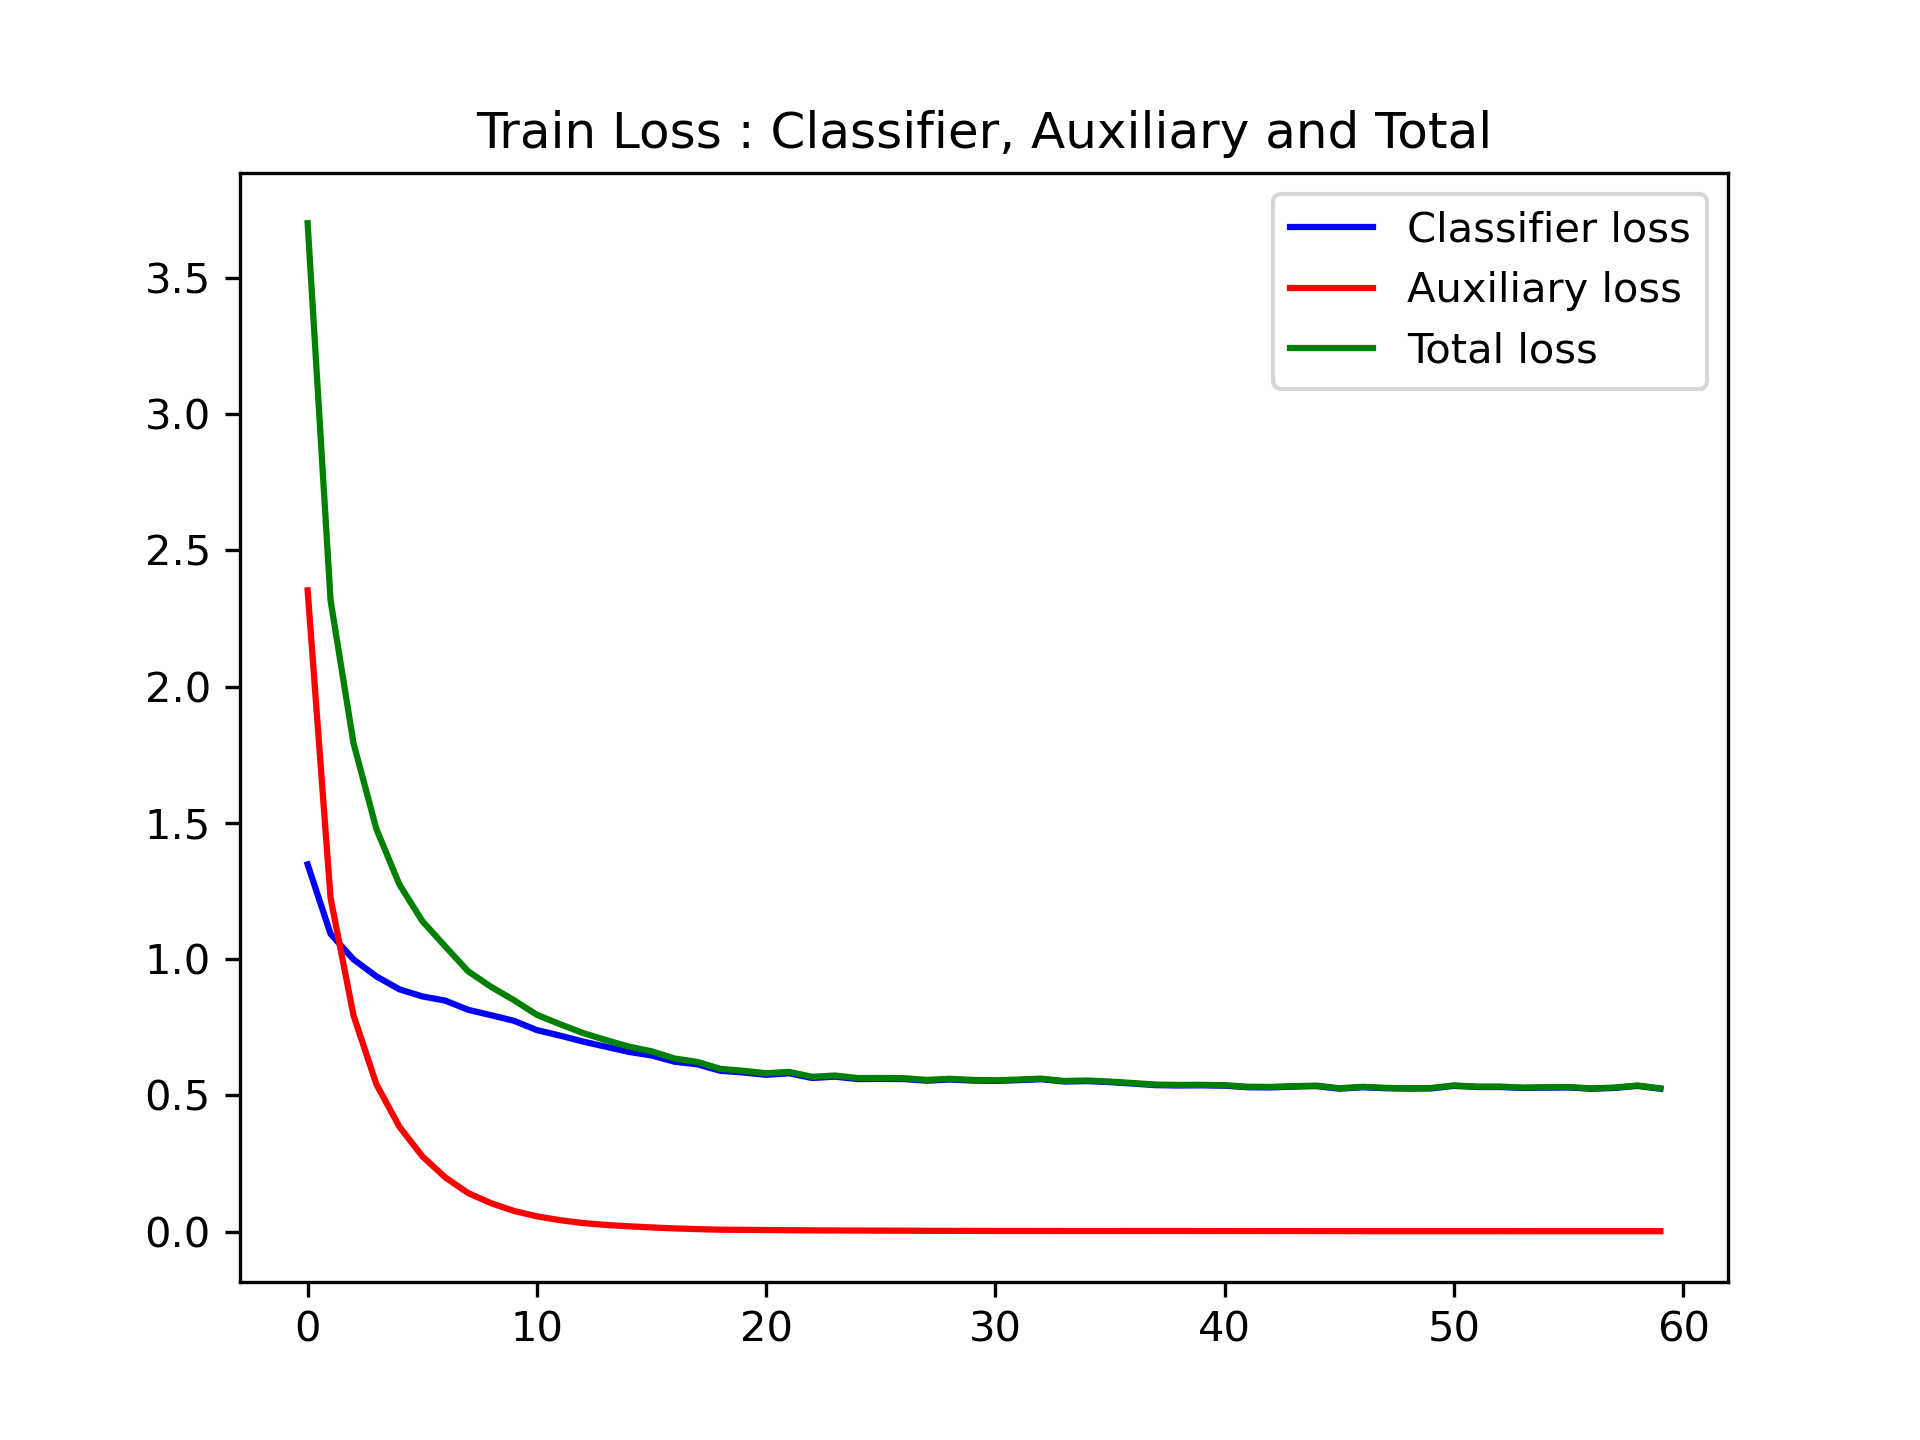 Train Loss : Classifier, Auxiliary and Total
Classifier loss
Auxiliary loss
Total loss
3.5
3.0
2.5
2.0
1.5
1.0
0.5
0.0
0 10 20 30 40 50 60